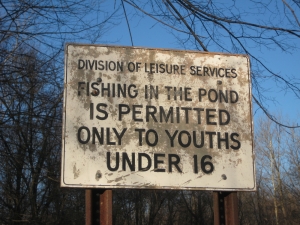 DIVISION OF LEISURE SERVICES
FISHING IN THE POND
IS PERMITTED
ONLY TO YOUTHS
UNDER 16